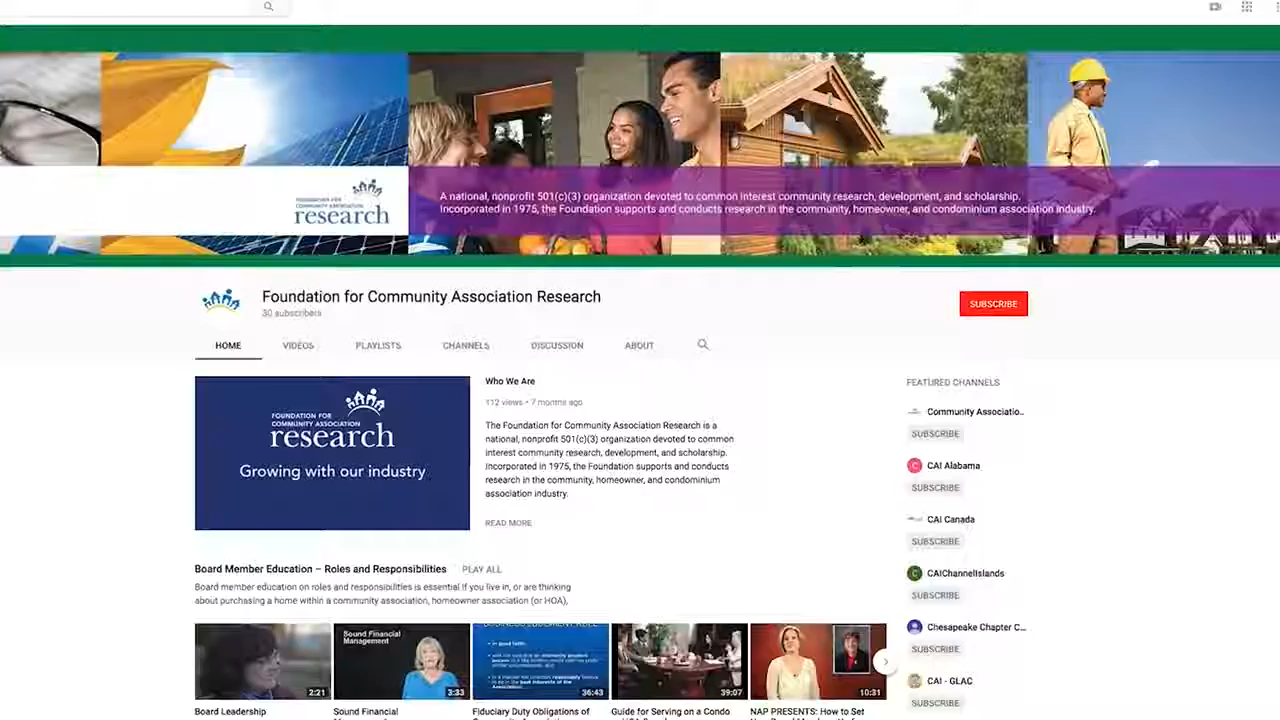 FOUNDATION FOR
COMMUNITY ASSOCIATION
research
A national, nonprofit 501(c)(3) organization devoted to common interest community research, development, and scholarship.
Incorporated in 1975, the Foundation supports and conducts research in the community, homeowner, and condominium association industry.
Foundation for Community Association Research
30 subscribers
SUBSCRIBE
HOME VIDEOS PLAYLISTS CHANNELS DISCUSSION ABOUT
FOUNDATION FOR
COMMUNITY ASSOCIATION
research
Growing with our industry
Who We Are
112 views • 7 months ago
The Foundation for Community Association Research is a
national, nonprofit 501(c)(3) organization devoted to common
interest community research, development, and scholarship.
Incorporated in 1975, the Foundation supports and conducts
research in the community, homeowner, and condominium
association industry.
READ MORE
FEATURED CHANNELS
Community Associatio..
SUBSCRIBE
C
CAI Alabama
SUBSCRIBE
CAI Canada
SUBSCRIBE
CAIChannelIslands
SUBSCRIBE
Chesapeake Chapter C...
SUBSCRIBE
CAI - GLAC
SUBSCRIBE
Board Member Education – Roles and Responsibilities PLAY ALL
Board member education on roles and responsibilities is essential if you live in, or are thinking
about purchasing a home within a community association, homeowner association (or HOA),
2:21
Sound Financial
Management
3:33
BUSINESS JUDGMENT RULE
36:43
39:07
10:31
Board Leadership
Sound Financial
Fiduciary Duty Obligations of
Guide for Serving on a Condo
NAP PRESENTS: How to Set